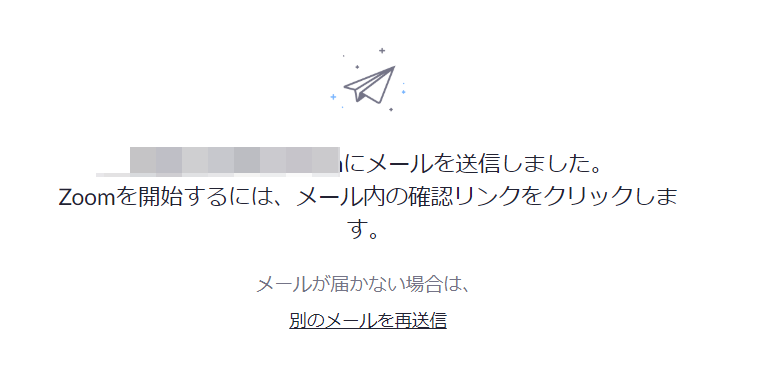 にメールを送信しました。
Zoomを開始するには、メール内の確認リンクをクリックしま
す。
メールが届かない場合は、
別のメールを再送信